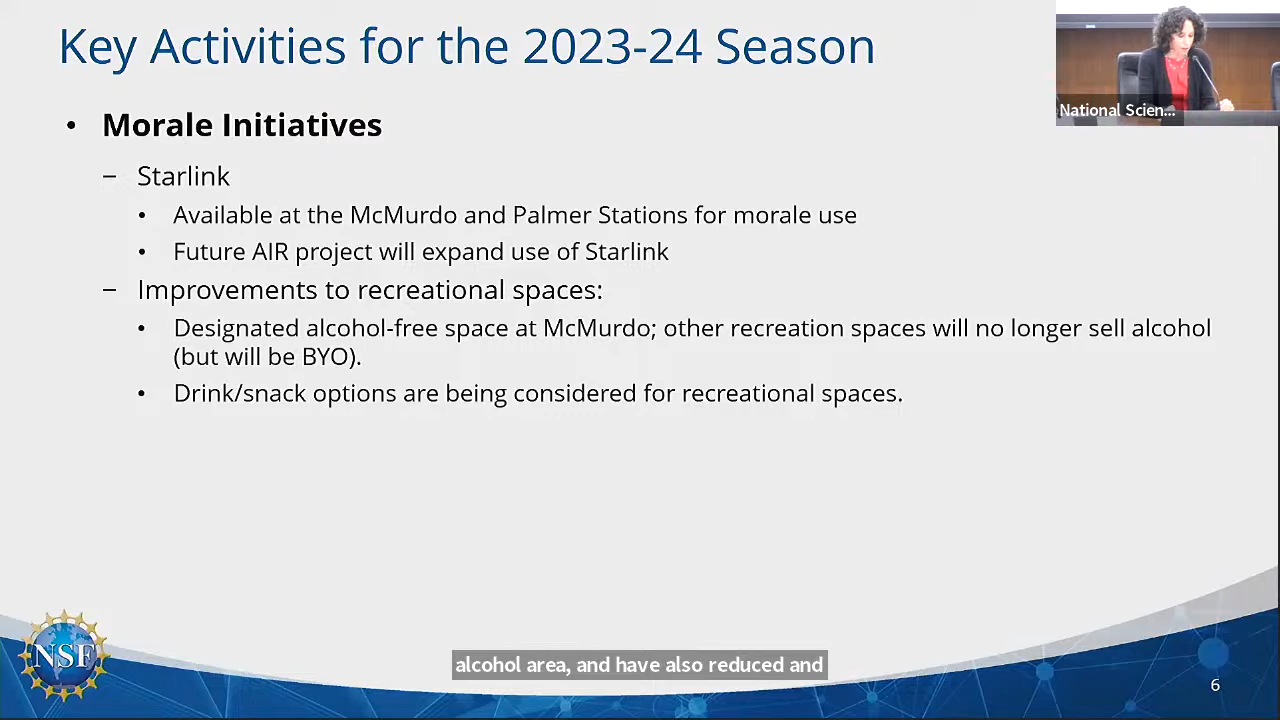 Key Activities for the 2023-24 Season
• Morale Initiatives
– Starlink
• Available at the McMurdo and Palmer Stations for morale use
• Future AIR project will expand use of Starlink
– Improvements to recreational spaces:
• Designated alcohol-free space at McMurdo; other recreation spaces will no longer sell alcohol
(but will be BYO).
• Drink/snack options are being considered for recreational spaces.
National Scien...
NSF
alcohol area, and have also reduced and
6